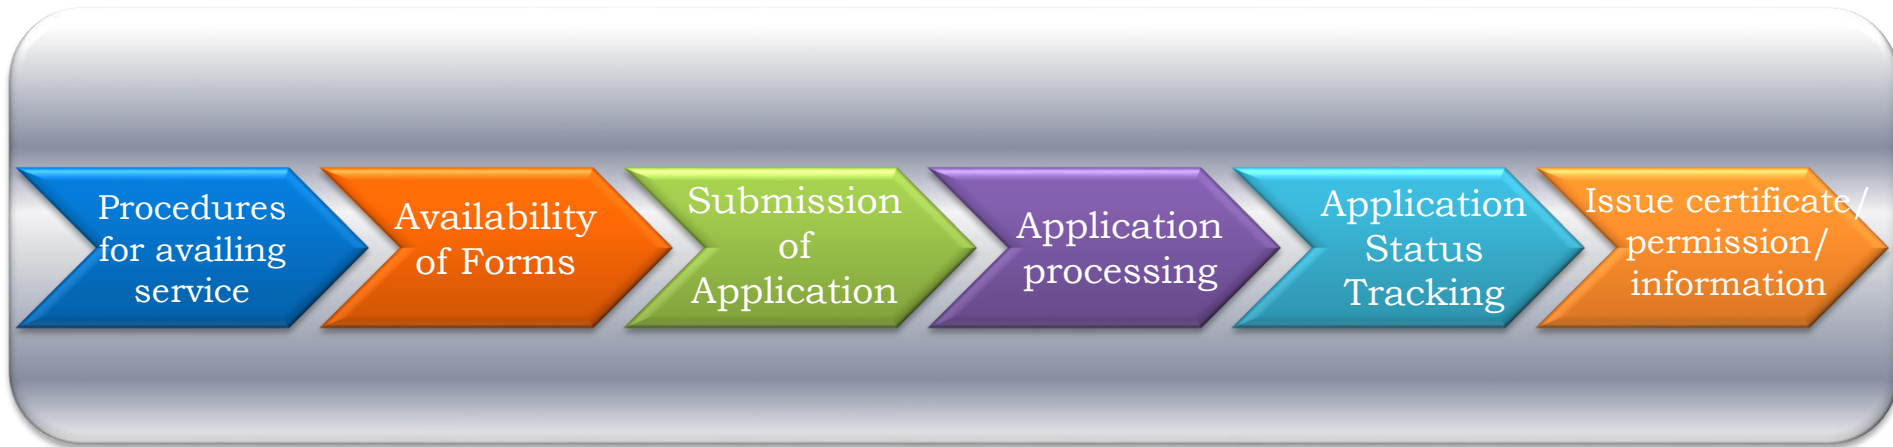 Procedures
for availing
service
Availability
of Forms
Submission
of
Application
Application
processing
Application
Status
Tracking
Issue certificate/
permission/
information